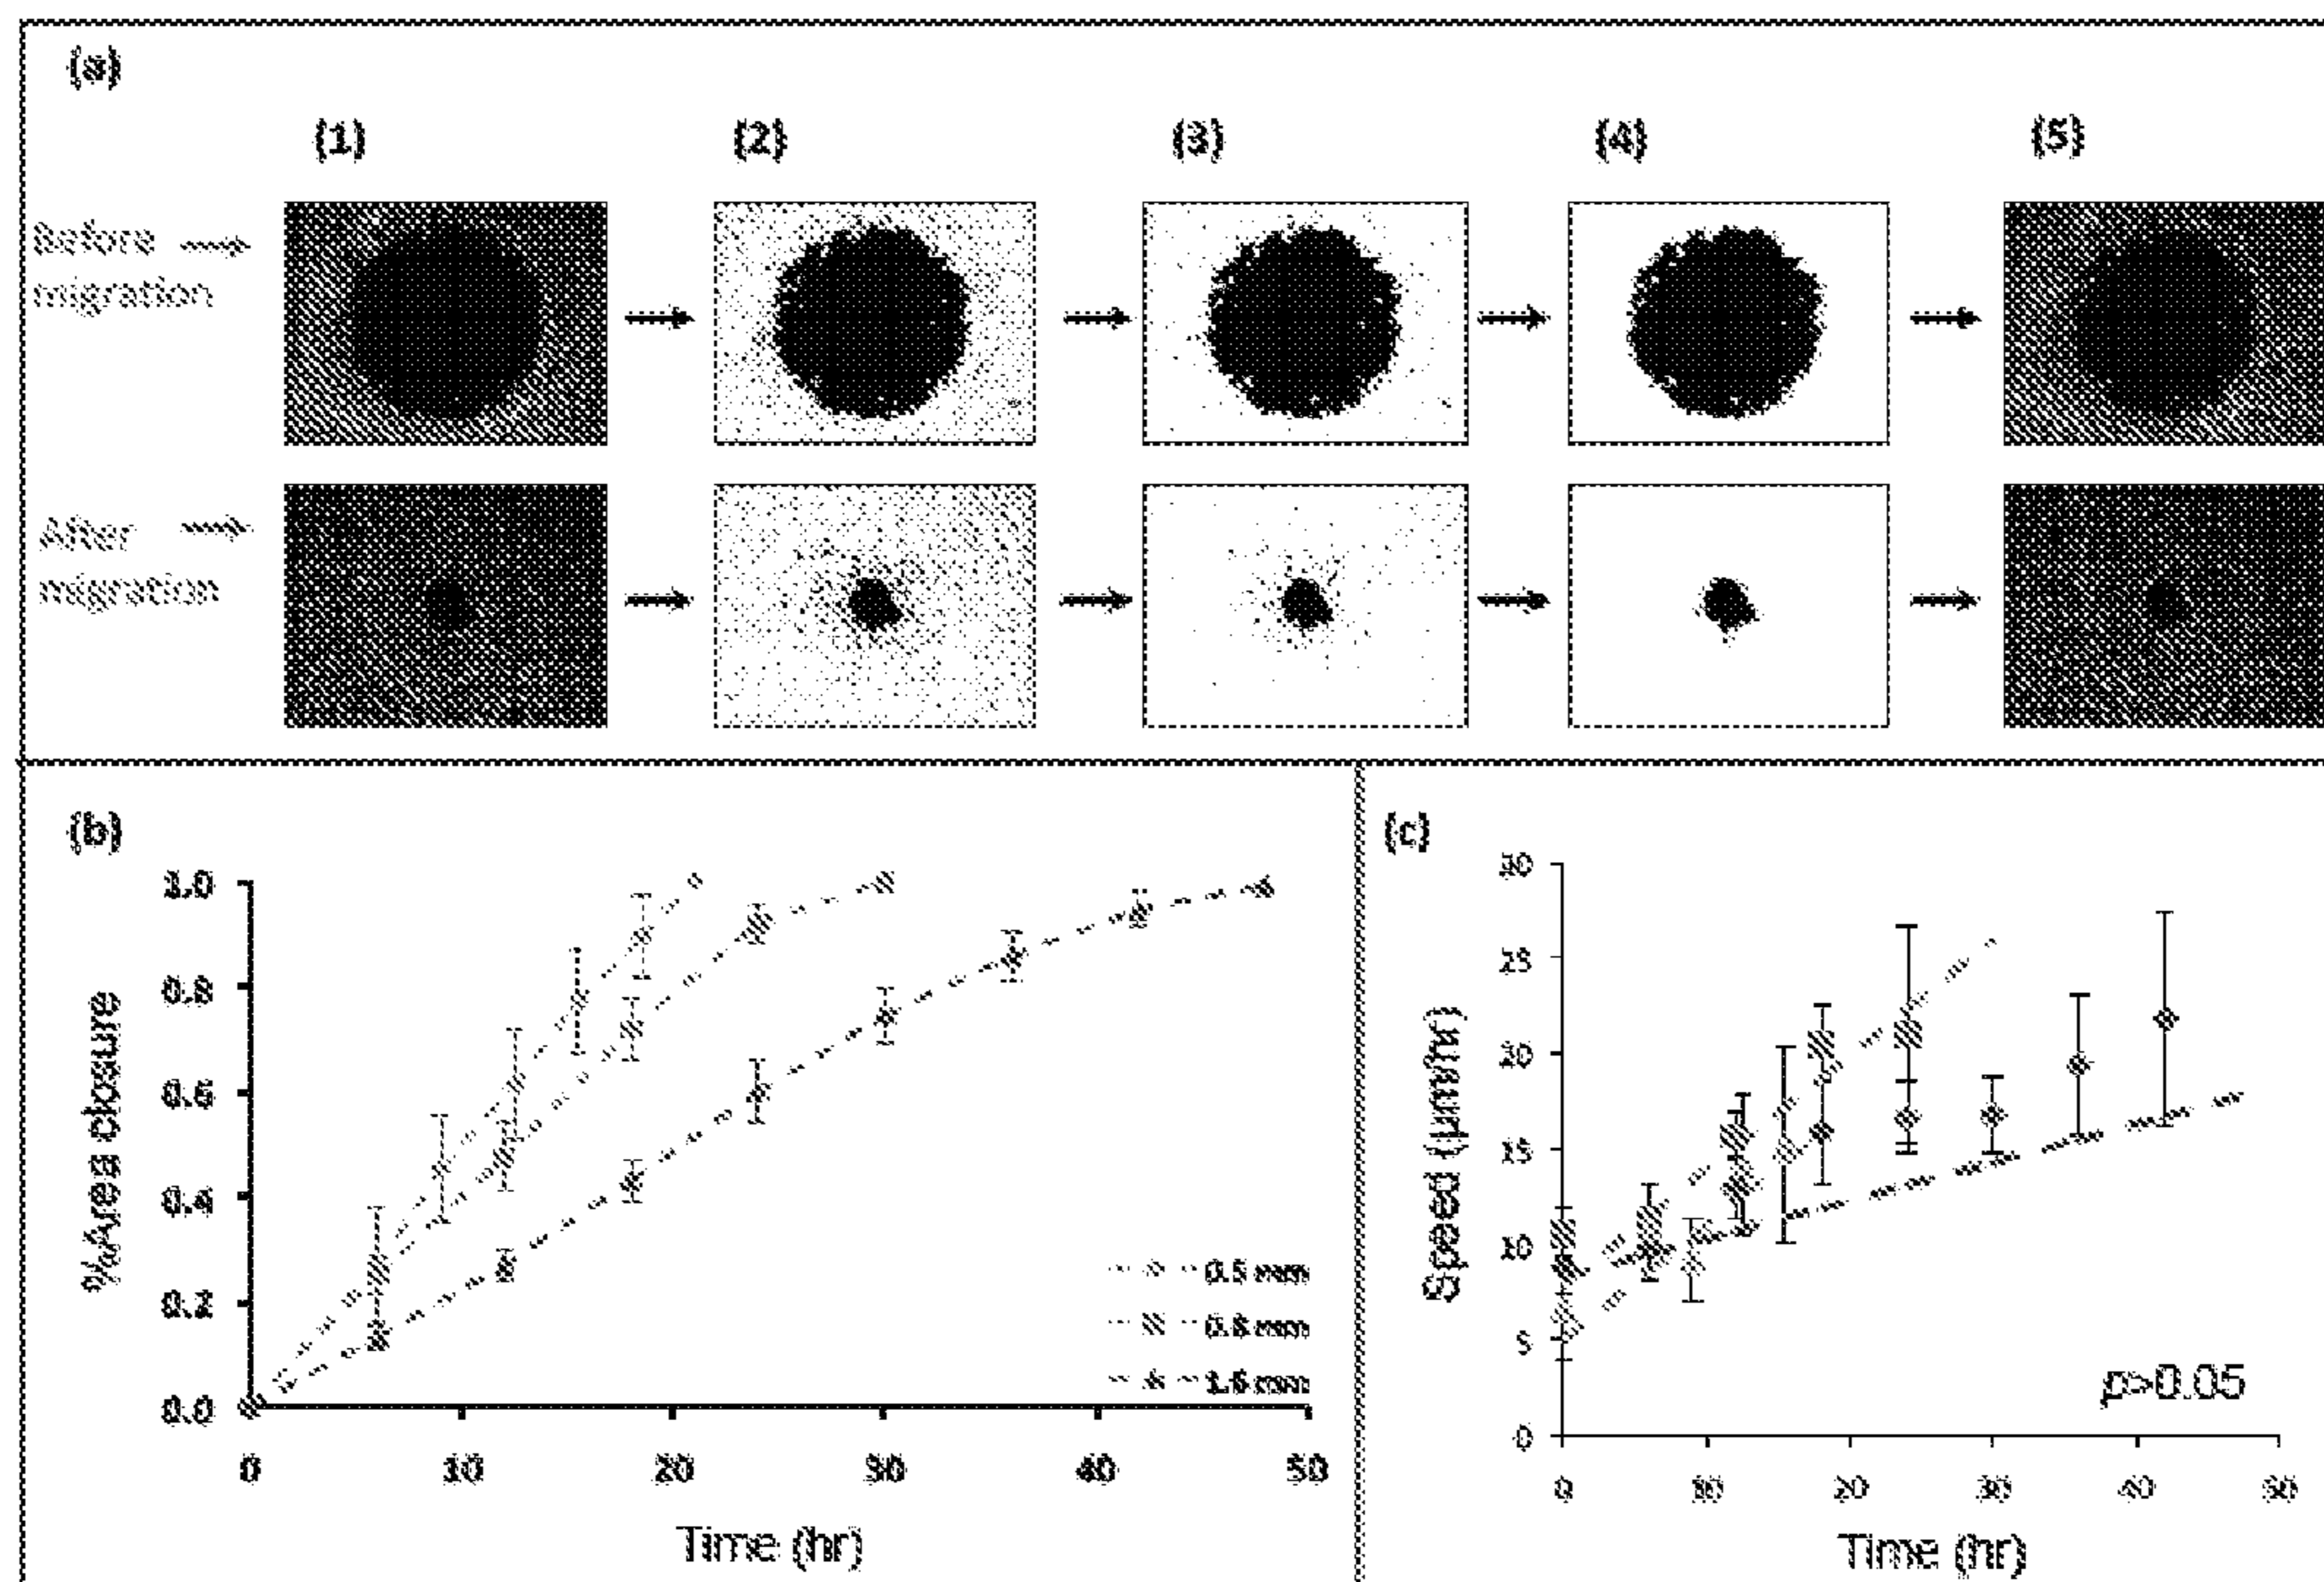 (a)
(1) (2) (3) (4) (5)
Before
migration
After
migration
(b)
%Area closure
1.0
0.8
0.6
0.4
0.2
0.0
0 10 20 30 40 50
Time (hr)
0.5 mm
0.8 mm
(c)
Speed (µm/hr)
30
25
20
15
10
5
0
0 10 20 30 40 50
Time (hr)
p>0.05